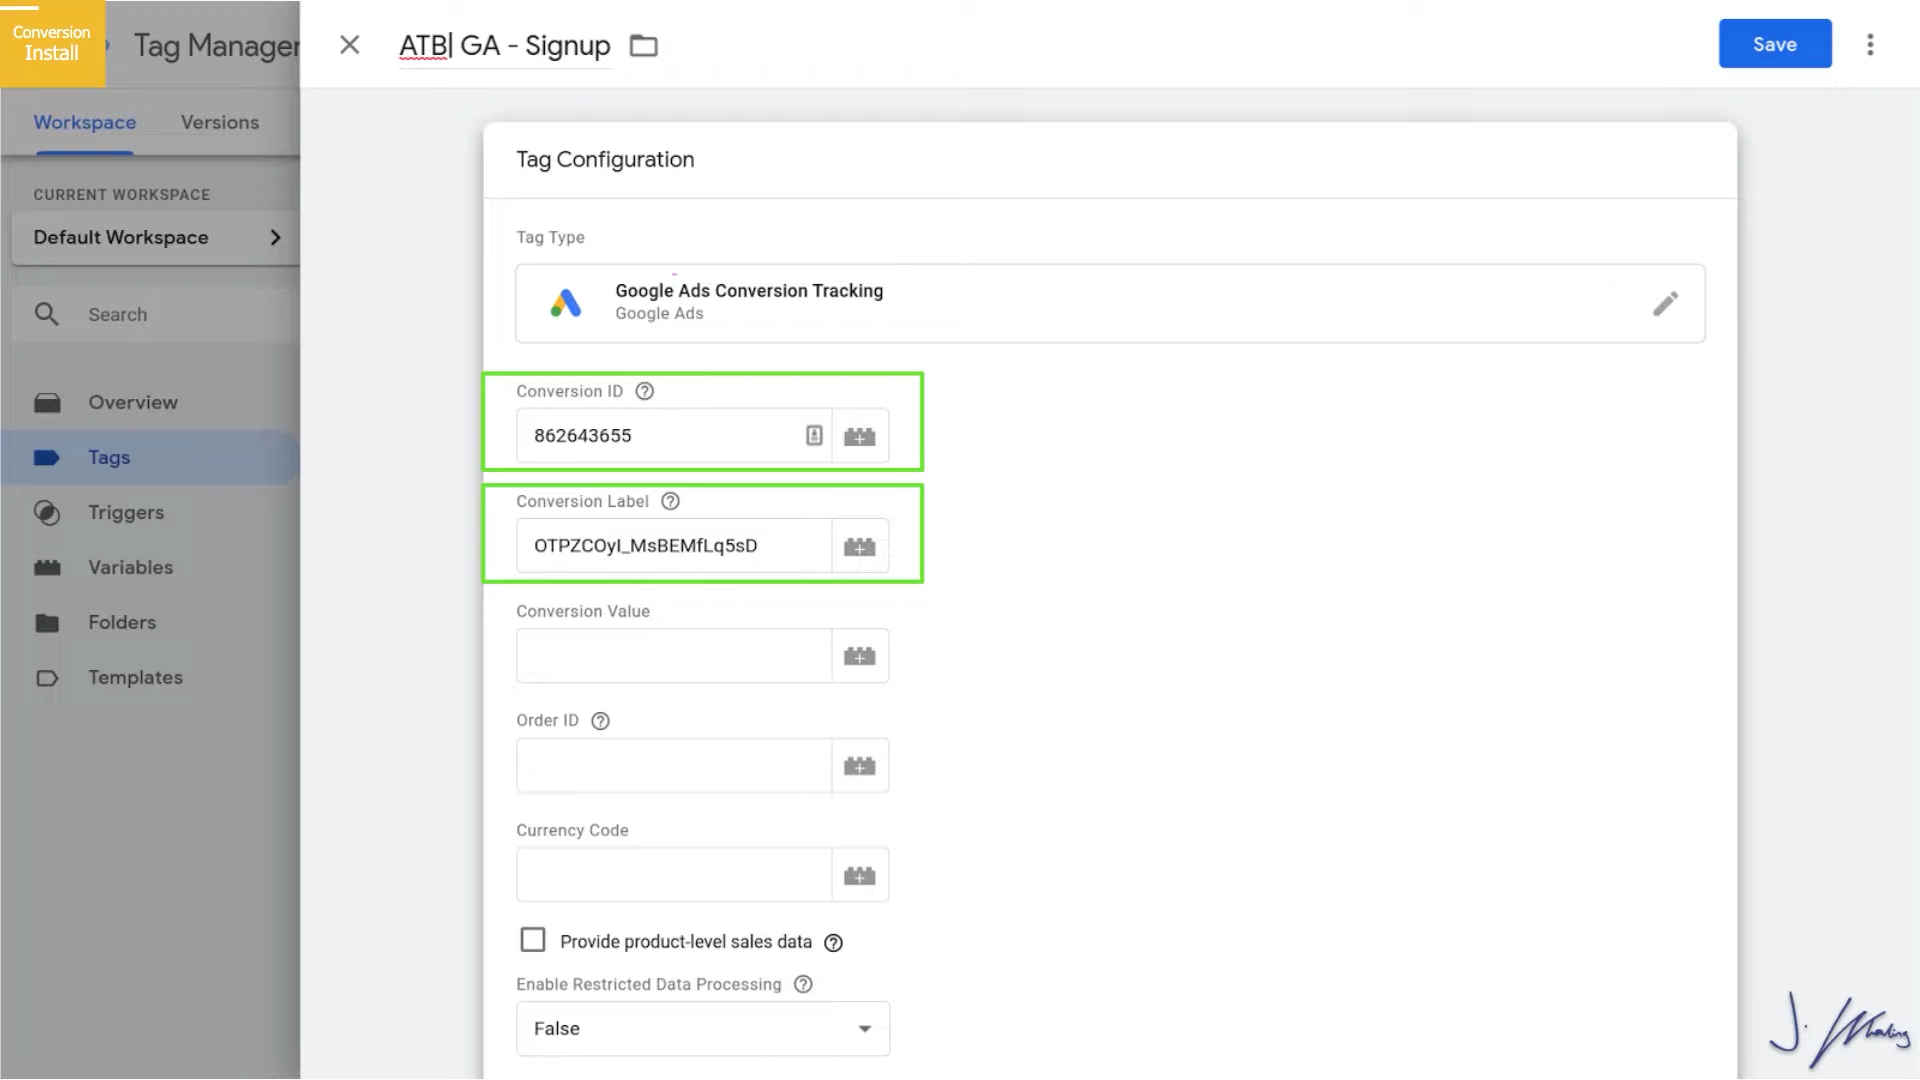 Conversion
Install
Tag Manager
ATB| GA - Signup
Save
Workspace
Versions
CURRENT WORKSPACE
Default Workspace
Search
Overview
Tags
Triggers
Variables
Folders
Templates
Tag Configuration
Tag Type
Google Ads Conversion Tracking
Google Ads
Conversion ID
862643655
Conversion Label
OTPZCOyI_MsBEMfLq5sD
Conversion Value
Order ID
Currency Code
Provide product-level sales data
Enable Restricted Data Processing
False